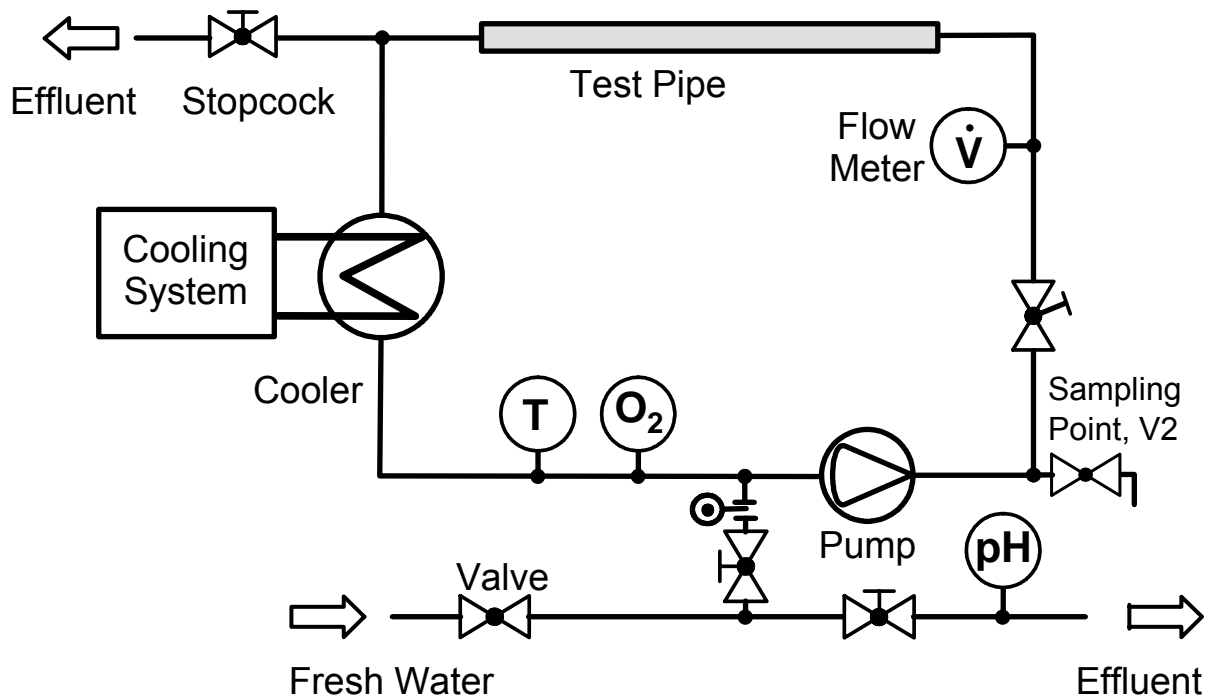 Effluent
Stopcock
Test Pipe
Flow
Meter
V̇
Cooling
System
Cooler
T
O₂
Sampling
Point, V2
Pump
pH
Valve
Fresh Water
Effluent